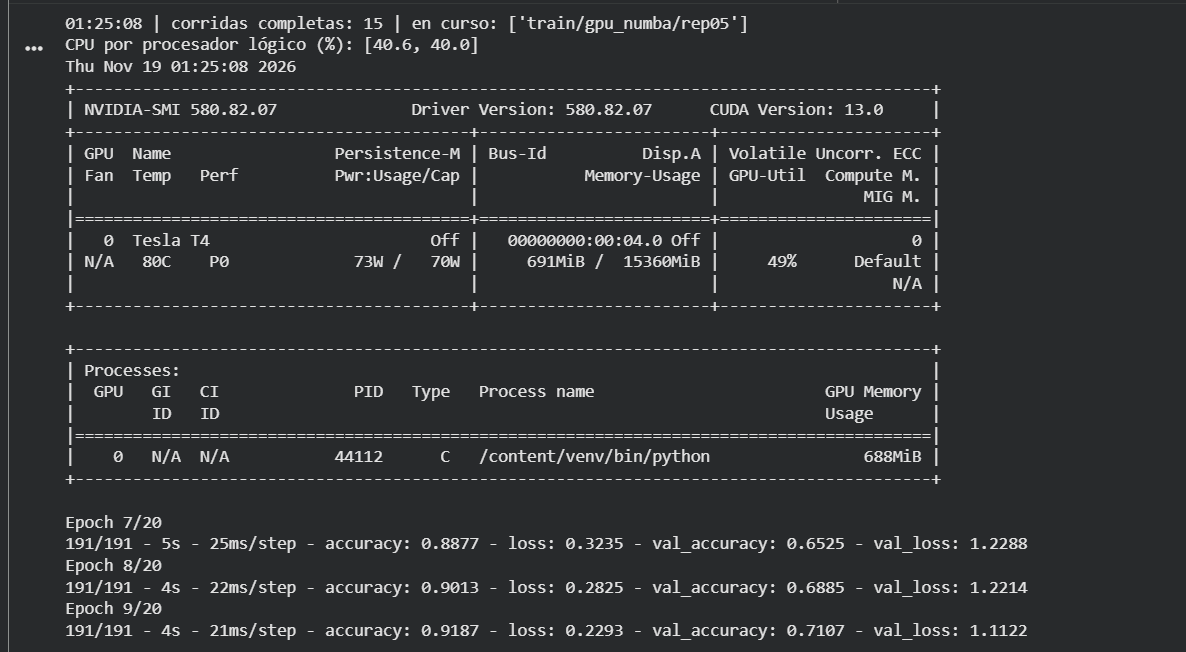 01:25:08 | corridas completas: 15 | en curso: ['train/gpu_numba/rep05']
CPU por procesador lógico (%): [40.6, 40.0]
Thu Nov 19 01:25:08 2026
+-----------------------------------------------------------------------------------------+
| NVIDIA-SMI 580.82.07              Driver Version: 580.82.07      CUDA Version: 13.0     |
+-----------------------------------------+------------------------+----------------------+
| GPU  Name                 Persistence-M | Bus-Id          Disp.A | Volatile Uncorr. ECC |
| Fan  Temp   Perf          Pwr:Usage/Cap |           Memory-Usage | GPU-Util  Compute M. |
|                                         |                        |               MIG M. |
|=========================================+========================+======================|
|   0  Tesla T4                       Off |   00000000:00:04.0 Off |                    0 |
| N/A   80C    P0             73W /   70W |     691MiB /  15360MiB |     49%      Default |
|                                         |                        |                  N/A |
+-----------------------------------------+------------------------+----------------------+

+-----------------------------------------------------------------------------------------+
| Processes:                                                                              |
|  GPU   GI   CI              PID   Type   Process name                        GPU Memory |
|        ID   ID                                                               Usage      |
|=========================================================================================|
|    0   N/A  N/A           44112      C   /content/venv/bin/python                688MiB |
+-----------------------------------------------------------------------------------------+

Epoch 7/20
191/191 - 5s - 25ms/step - accuracy: 0.8877 - loss: 0.3235 - val_accuracy: 0.6525 - val_loss: 1.2288
Epoch 8/20
191/191 - 4s - 22ms/step - accuracy: 0.9013 - loss: 0.2825 - val_accuracy: 0.6885 - val_loss: 1.2214
Epoch 9/20
191/191 - 4s - 21ms/step - accuracy: 0.9187 - loss: 0.2293 - val_accuracy: 0.7107 - val_loss: 1.1122